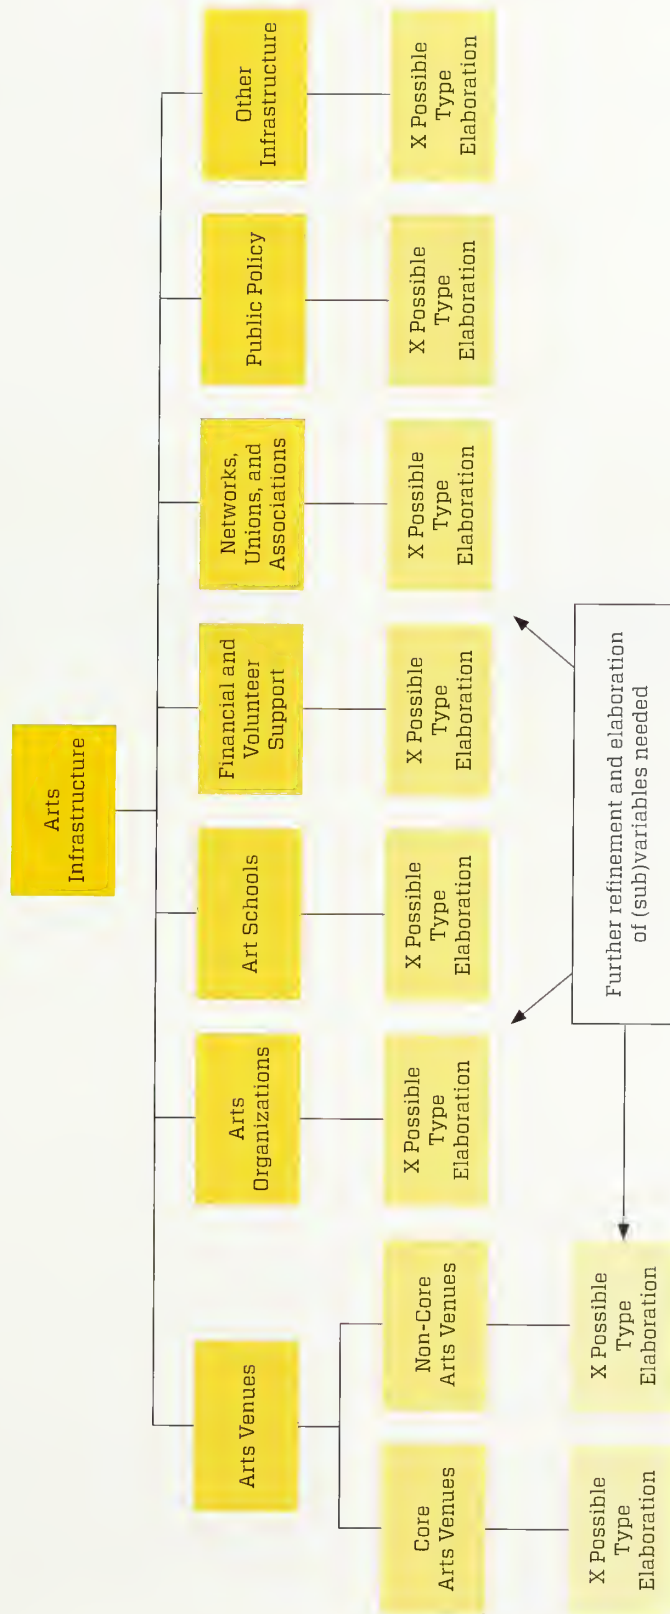 Arts
Infrastructure
Arts Venues
Arts
Organizations
Art Schools
Financial and
Volunteer
Support
Networks,
Unions, and
Associations
Public Policy
Other
Infrastructure
Core
Arts Venues
Non-Core
Arts Venues
X Possible
Type
Elaboration
X Possible
Type
Elaboration
X Possible
Type
Elaboration
X Possible
Type
Elaboration
X Possible
Type
Elaboration
X Possible
Type
Elaboration
X Possible
Type
Elaboration
X Possible
Type
Elaboration
Further refinement and elaboration
of (sub)variables needed